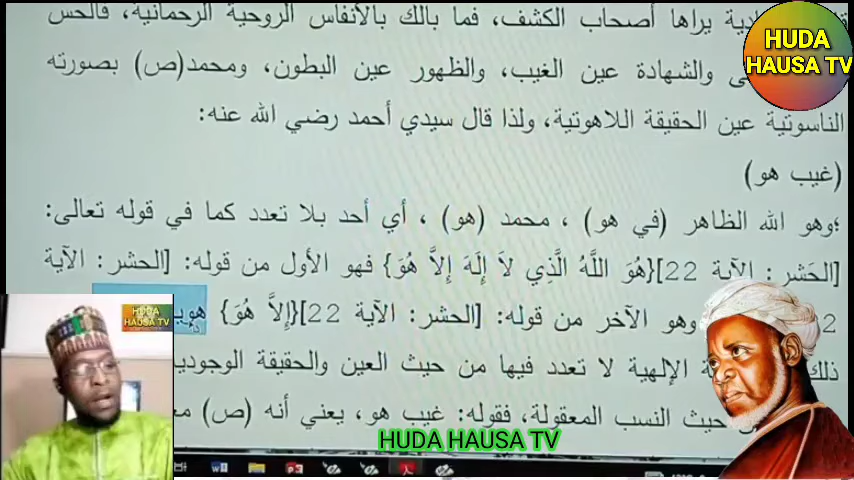 يراها أصحاب الكشف، فما بالك بالأنفاس الروحية الرحمانية، فالحس
HUDA
HAUSA TV
والشهادة عين الغيب، والظهور عين البطون، ومحمد(ص) بصورته
الناسوتية عين الحقيقة اللاهوتية، ولذا قال سيدي أحمد رضي الله عنه:
(غيب هو)
؛وهو الله الظاهر (في هو) ، محمد (هو) ، أي أحد بلا تعدد كما في قوله تعالى:
[الحَشر: الآية 22]{هُوَ اللَّهُ الَّذِي لاَ إِلَهَ إِلاَّ هُوَ} فهو الأول من قوله: [الحشر: الآية
22 وهو الآخر من قوله: [الحشر: الآية 22]{إِلاَّ هُوَ}
ذلك الإلهية لا تعدد فيها من حيث العين والحقيقة
حيث النسب المعقولة، فقوله: غيب هو، يعني أنه (ص)
HUDA
HAUSA TV
HUDA HAUSA TV